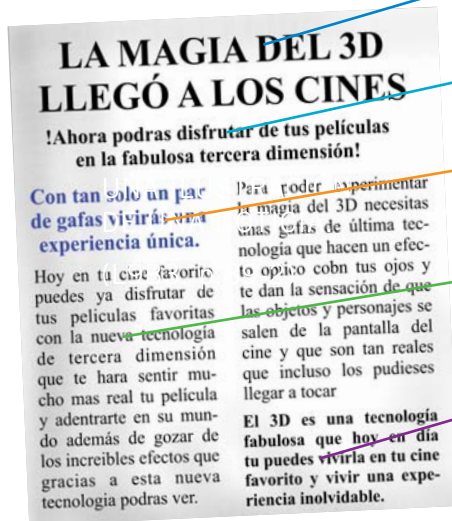 LA MAGIA DEL 3D
LLEGÓ A LOS CINES
!Ahora podras disfrutar de tus películas
en la fabulosa tercera dimensión!
Con tan solo un par
de gafas vivirás una
experiencia única.
Hoy en tu cine favorito
puedes ya disfrutar de
tus peliculas favoritas
con la nueva tecnología
de tercera dimensión
que te hara sentir mu-
cho mas real tu película
y adentrarte en su mun-
do además de gozar de
los increibles efectos que
gracias a esta nueva
tecnologia podras ver.
Para poder experimentar
la magia del 3D necesitas
unas gafas de última tec-
nología que hacen un efec-
to optico cobn tus ojos y
te dan la sensación de que
las objetos y personajes se
salen de la pantalla del
cine y que son tan reales
que incluso los pudieses
llegar a tocar
El 3D es una tecnología
fabulosa que hoy en día
tu puedes vivirla en tu cine
favorito y vivir una expe-
riencia inolvidable.